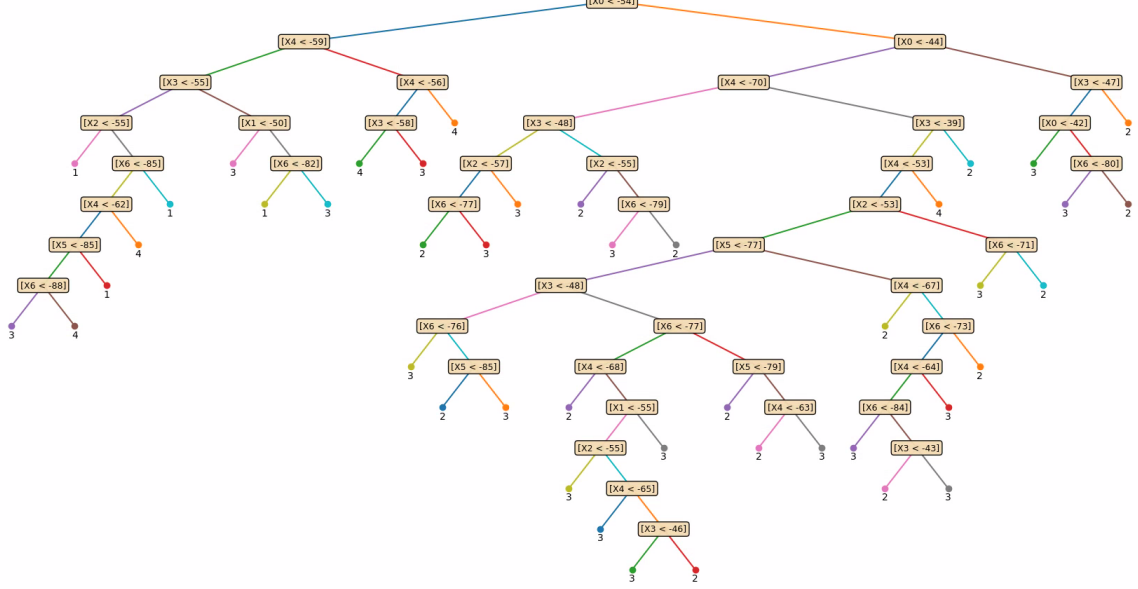 [X0 < -54]
[X4 < -59] [X0 < -44]
[X3 < -55] [X4 < -56] [X4 < -70] [X3 < -47]
[X2 < -55] [X1 < -50] [X3 < -58] 4 [X3 < -48] [X3 < -39] [X0 < -42] 2
1 [X6 < -85] 3 [X6 < -82] 4 3 [X2 < -57] [X2 < -55] [X4 < -53] 2 3 [X6 < -80]
[X4 < -62] 1 1 3 [X6 < -77] 3 2 [X6 < -79] [X2 < -53] 4 3 2
[X5 < -85] 4 2 3 3 2 [X5 < -77] [X6 < -71]
[X6 < -88] 1 [X3 < -48] [X4 < -67] 3 2
3 4 [X6 < -76] [X6 < -77] 2 [X6 < -73]
3 [X5 < -85] [X4 < -68] [X5 < -79] [X4 < -64] 2
2 3 2 [X1 < -55] 2 [X4 < -63] [X6 < -84] 3
[X2 < -55] 3 2 3 3 [X3 < -43]
3 [X4 < -65] 2 3
3 [X3 < -46]
3 2